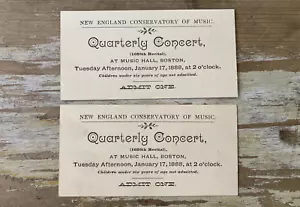 NEW ENGLAND CONSERVATORY OF MUSIC.
Quarterly Concert,
Recital),
AT MUSIC HALL, BOSTON,
Tuesday Afternoon, January 17, 1888, at 2 o'clock.
Children under six years of age not admitted.
ADMIT ONE.
NEW ENGLAND CONSERVATORY OF MUSIC.
Quarterly Concert,
Recital),
AT MUSIC HALL, BOSTON,
Tuesday Afternoon, January 17, 1888, at 2 o'clock.
Children under six years of age not admitted.
ADMIT ONE.